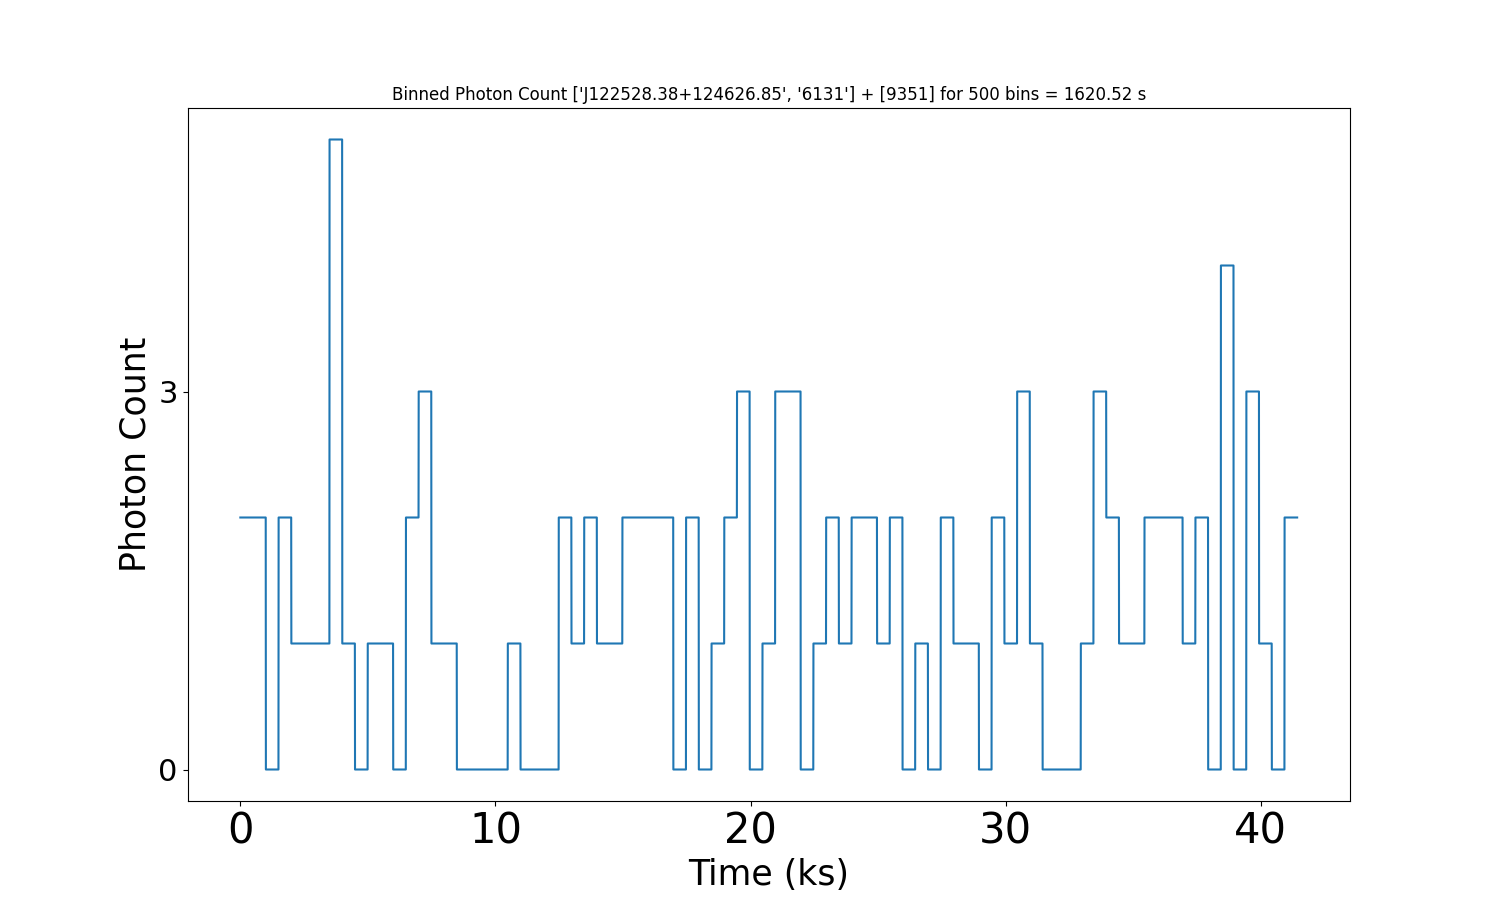 Binned Photon Count ['J122528.38+124626.85', '6131'] + [9351] for 500 bins = 1620.52 s
Photon Count
3
0
0 10 20 30 40
Time (ks)